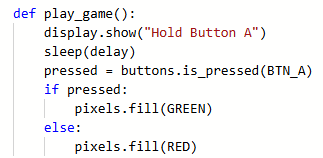 def play_game():
    display.show("Hold Button A")
    sleep(delay)
    pressed = buttons.is_pressed(BTN_A)
    if pressed:
        pixels.fill(GREEN)
    else:
        pixels.fill(RED)